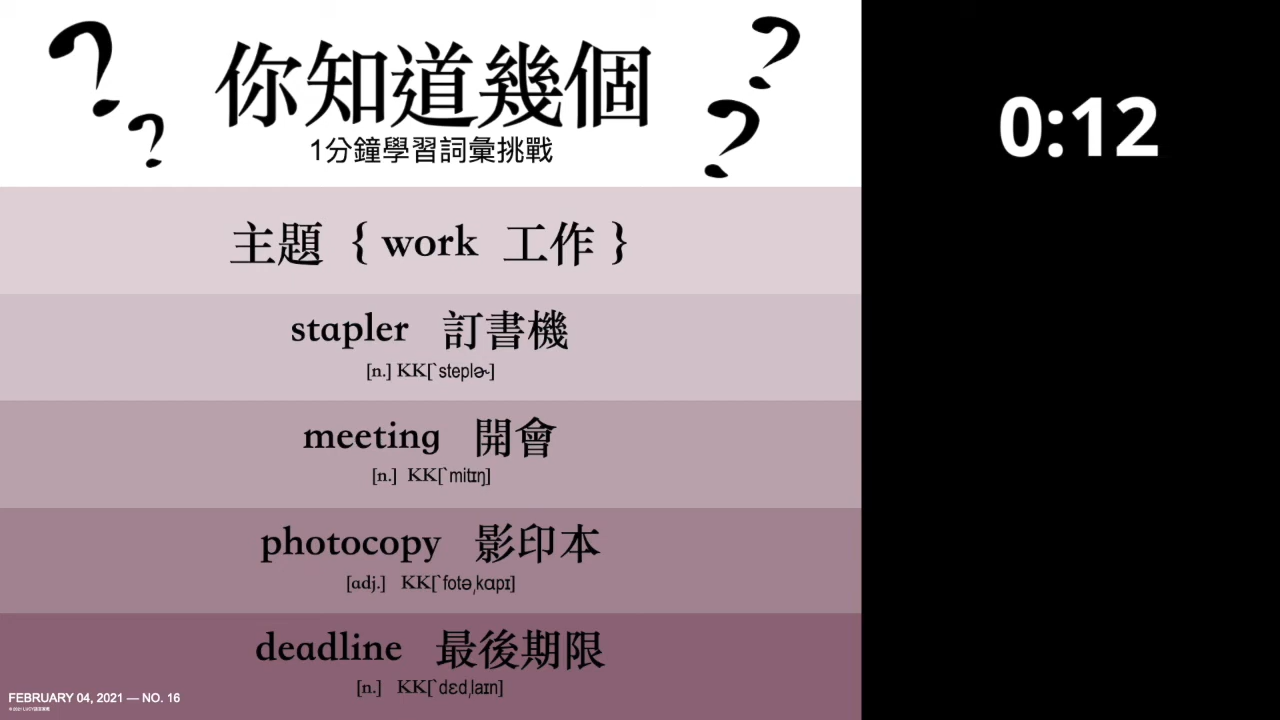 你知道幾個
1分鐘學習詞彙挑戰
0:12
主題 { work 工作 }
stapler 訂書機
[n.] KK[ˋsteplɚ]
meeting 開會
[n.] KK[ˋmitɪŋ]
photocopy 影印本
[adj.] KK[ˋfotəˌkɑpɪ]
deadline 最後期限
[n.] KK[ˋdɛdˌlaɪn]
FEBRUARY 04, 2021 — NO. 16